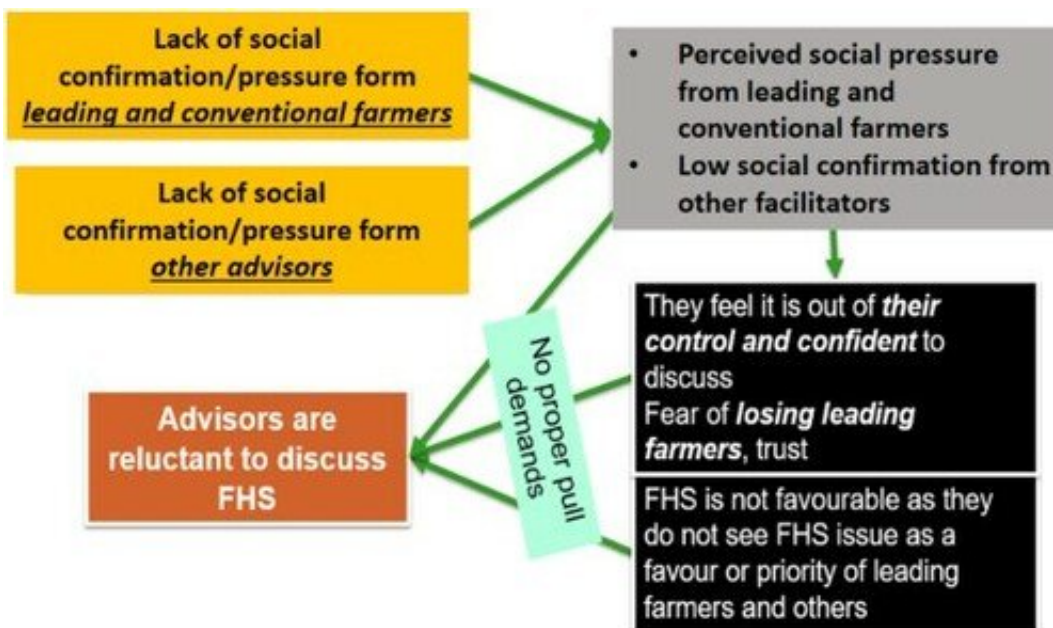 Lack of social
confirmation/pressure form
leading and conventional farmers
Lack of social
confirmation/pressure form
other advisors
• Perceived social pressure
from leading and
conventional farmers
• Low social confirmation from
other facilitators
They feel it is out of their
control and confident to
discuss
Fear of losing leading
farmers, trust
FHS is not favourable as they
do not see FHS issue as a
favour or priority of leading
farmers and others
No proper pull
demands
Advisors are
reluctant to discuss
FHS